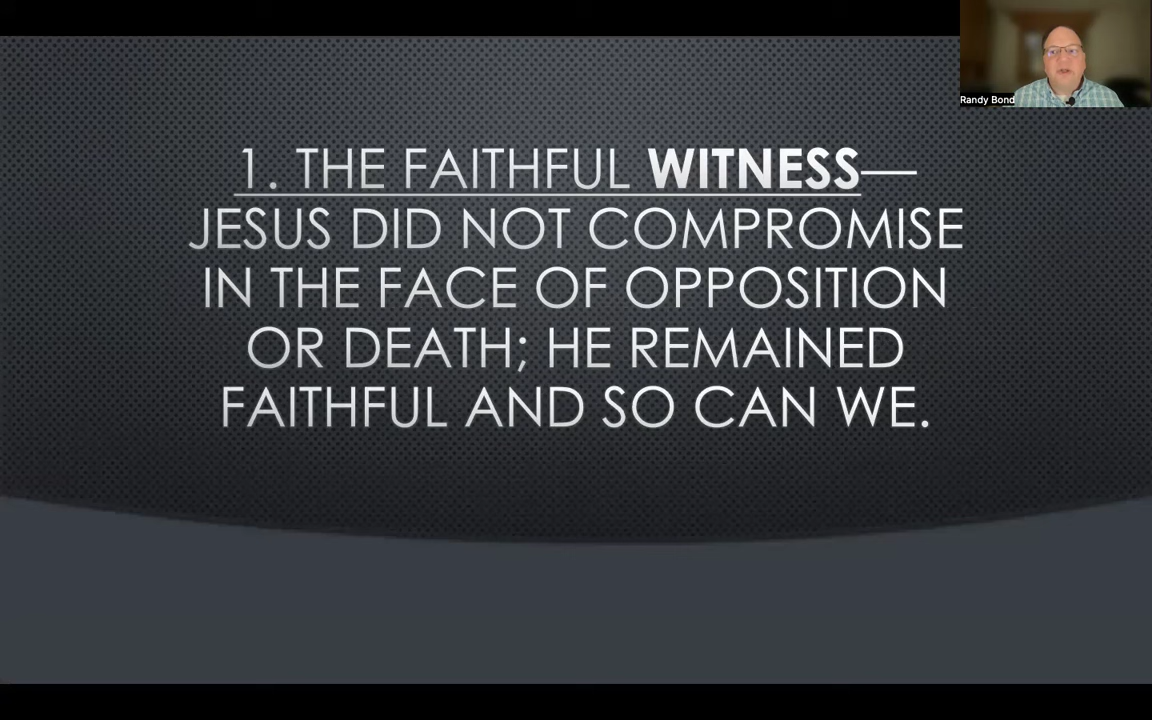 Randy Bond
1. THE FAITHFUL WITNESS—
JESUS DID NOT COMPROMISE
IN THE FACE OF OPPOSITION
OR DEATH; HE REMAINED
FAITHFUL AND SO CAN WE.